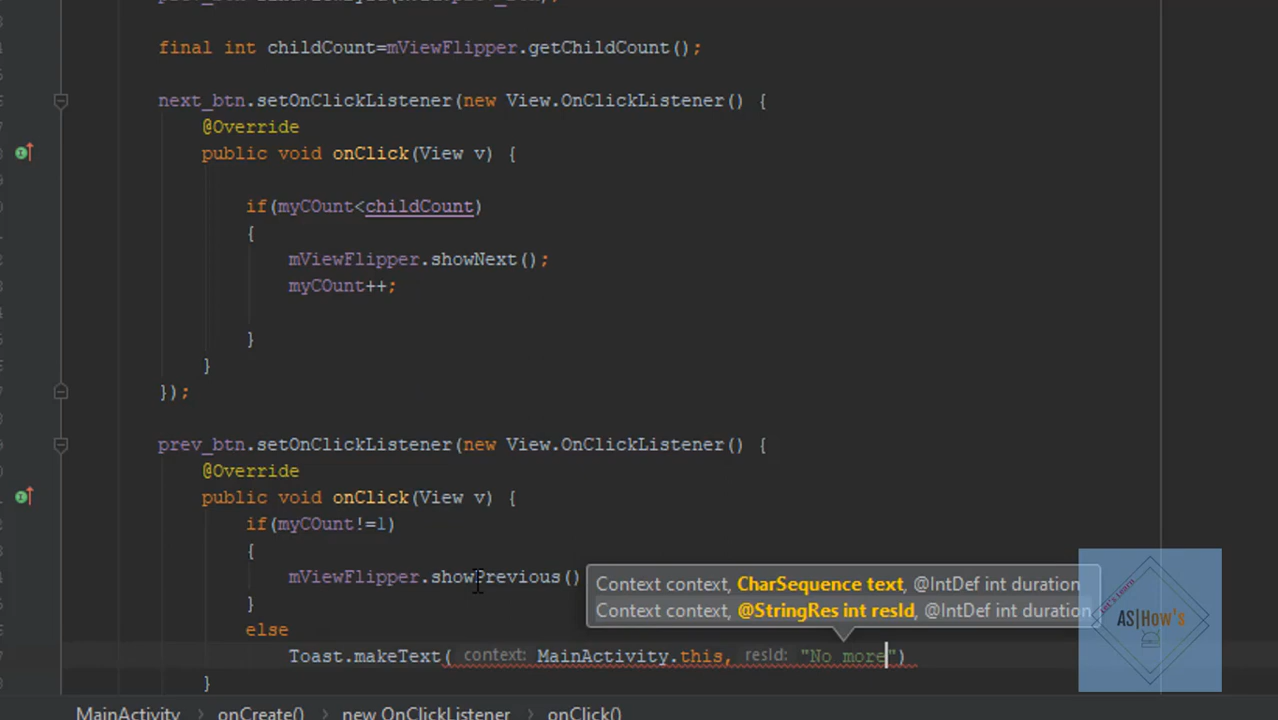 final int childCount=mViewFlipper.getChildCount();
next_btn.setOnClickListener(new View.OnClickListener() {
@Override
public void onClick(View v) {
if(myCOunt<childCount)
{
mViewFlipper.showNext();
myCOunt++;
}
}
});
prev_btn.setOnClickListener(new View.OnClickListener() {
@Override
public void onClick(View v) {
if(myCOunt!=1)
{
mViewFlipper.showPrevious()
Context context, CharSequence text, @IntDef int duration
Context context, @StringRes int resId, @IntDef int duration
}
else
Toast.makeText( context: MainActivity.this, resId: "No more")
}
Let's Learn
AS|How's
MainActivity > onCreate() > new OnClickListener > onClick()